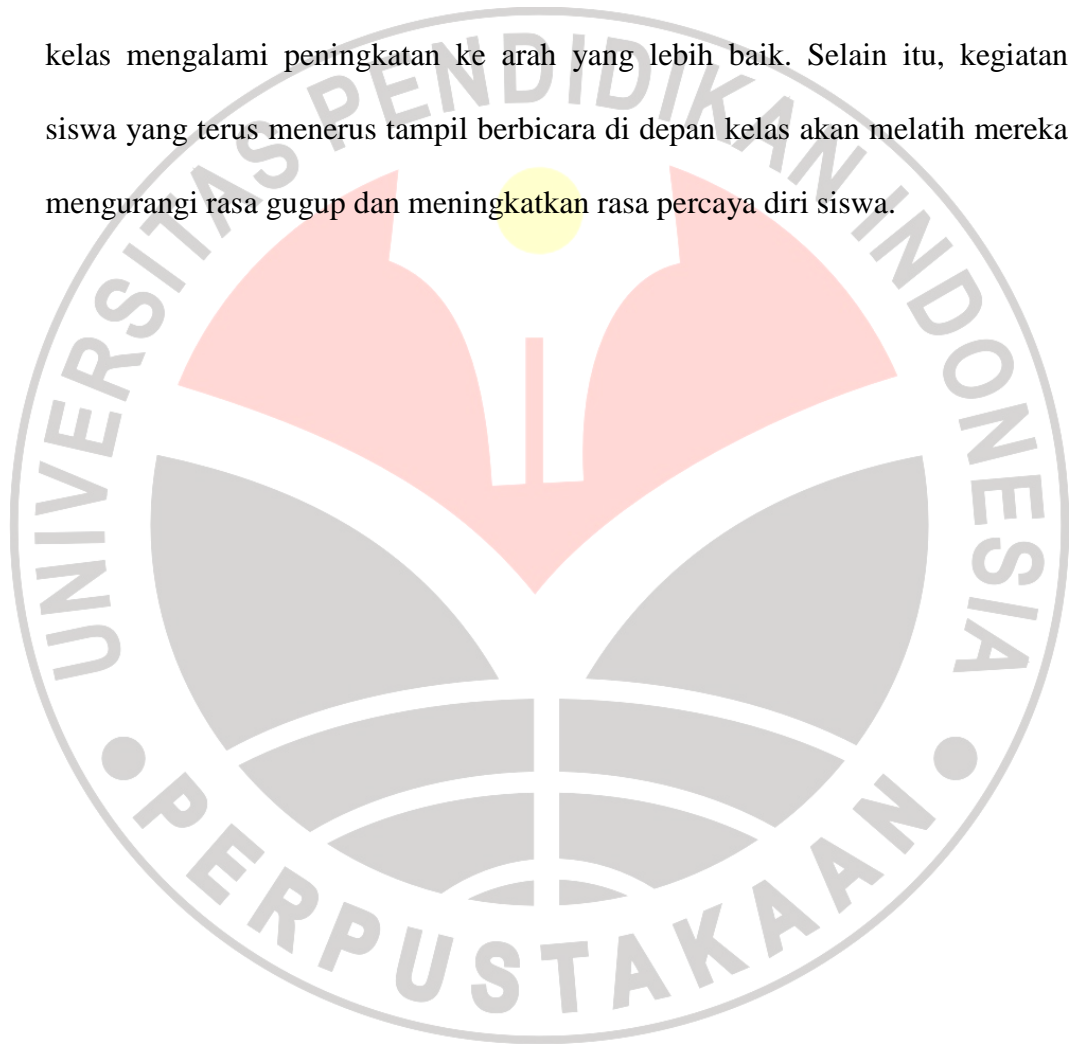 kelas mengalami peningkatan ke arah yang lebih baik. Selain itu, kegiatan
siswa yang terus menerus tampil berbicara di depan kelas akan melatih mereka
mengurangi rasa gugup dan meningkatkan rasa percaya diri siswa.
UNIVERSITAS PENDIDIKAN INDONESIA
PERPUSTAKAAN